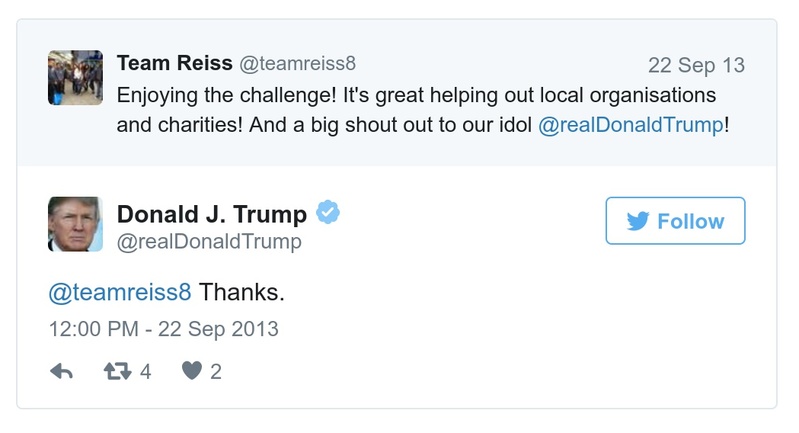 Team Reiss @teamreiss8 22 Sep 13
Enjoying the challenge! It's great helping out local organisations
and charities! And a big shout out to our idol @realDonaldTrump!
Donald J. Trump
@realDonaldTrump
Follow
@teamreiss8 Thanks.
12:00 PM - 22 Sep 2013
4 2